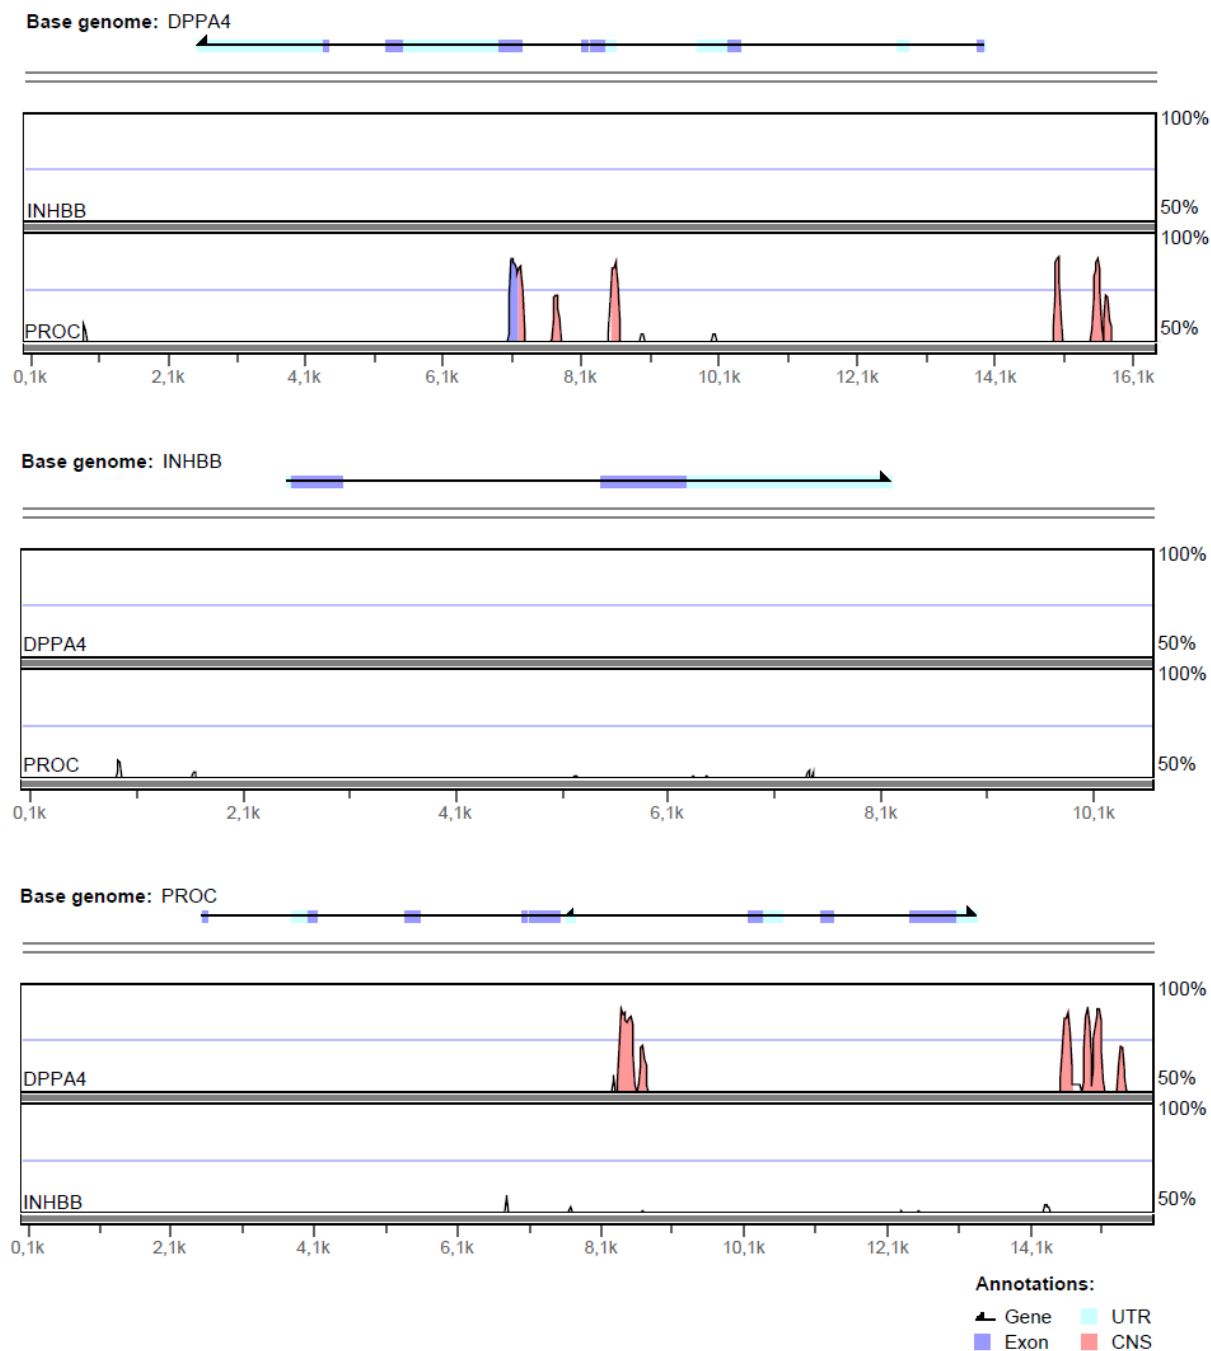 Base genome: DPPA4
100%
INHBB
50%
100%
PROC
50%
0,1k 2,1k 4,1k 6,1k 8,1k 10,1k 12,1k 14,1k 16,1k
Base genome: INHBB
100%
DPPA4
50%
100%
PROC
50%
0,1k 2,1k 4,1k 6,1k 8,1k 10,1k
Base genome: PROC
100%
DPPA4
50%
100%
INHBB
50%
0,1k 2,1k 4,1k 6,1k 8,1k 10,1k 12,1k 14,1k
Annotations:
Gene UTR
Exon CNS